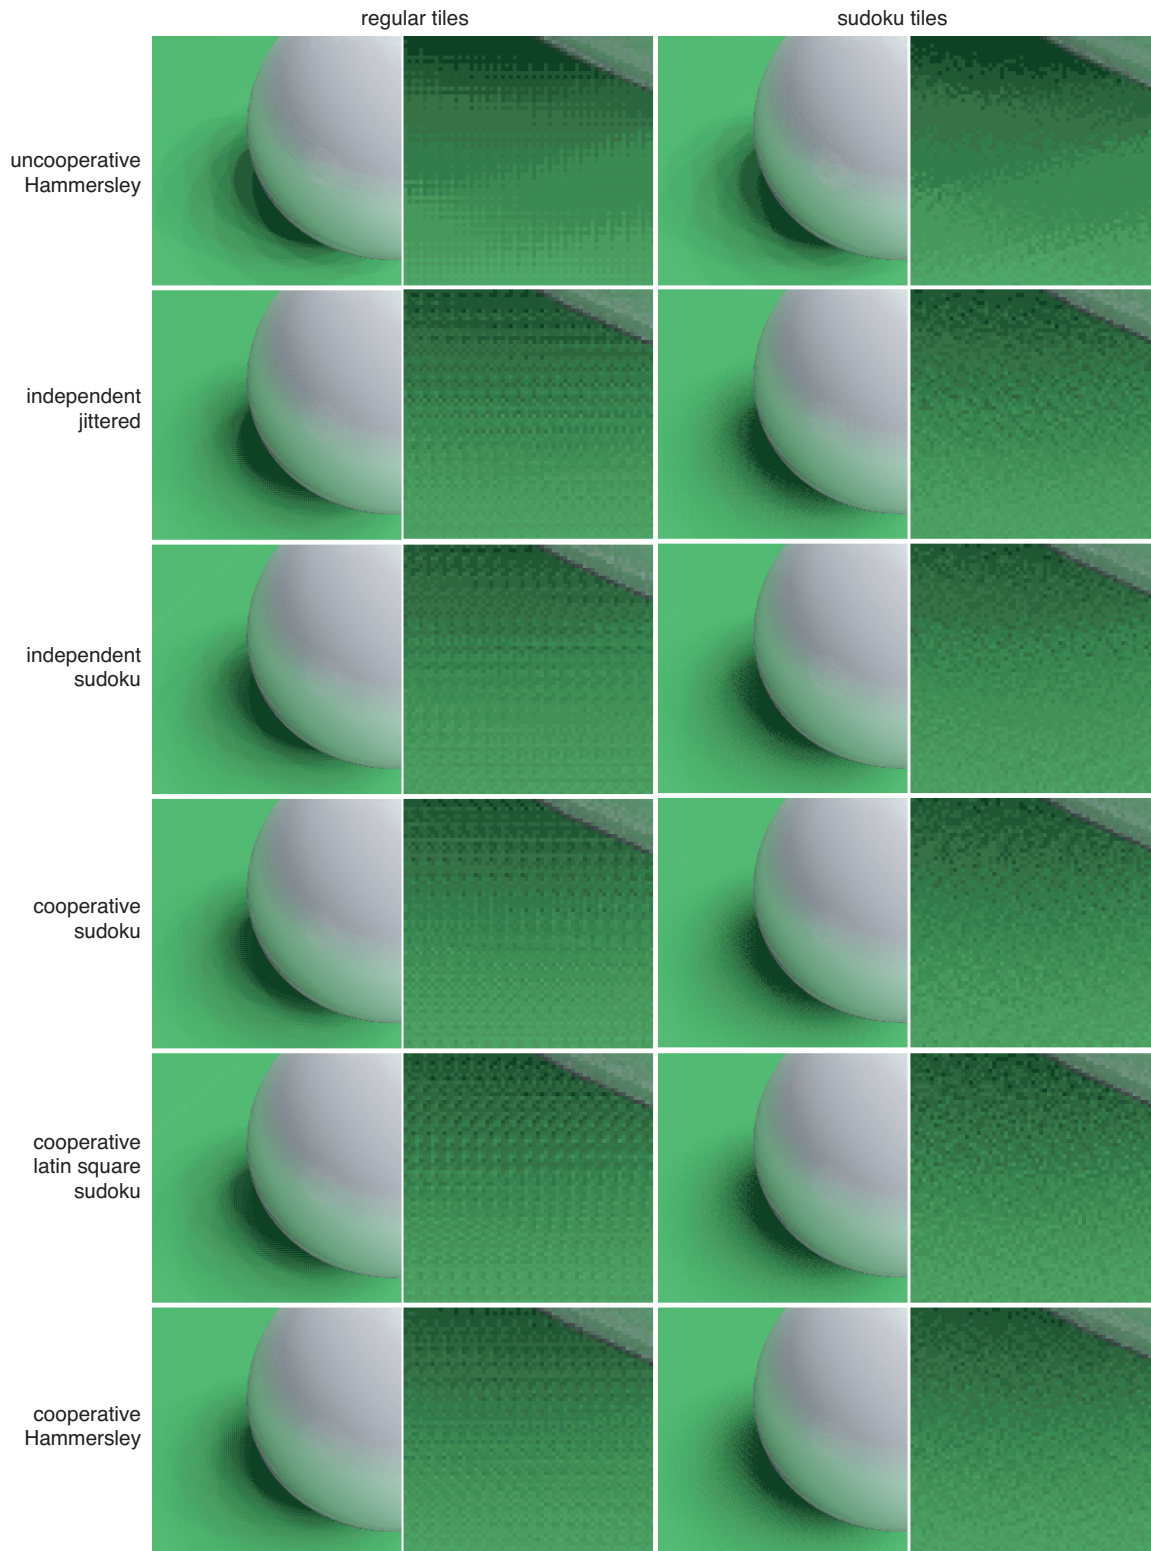 regular tiles
sudoku tiles
uncooperative
Hammersley
independent
jittered
independent
sudoku
cooperative
sudoku
cooperative
latin square
sudoku
cooperative
Hammersley